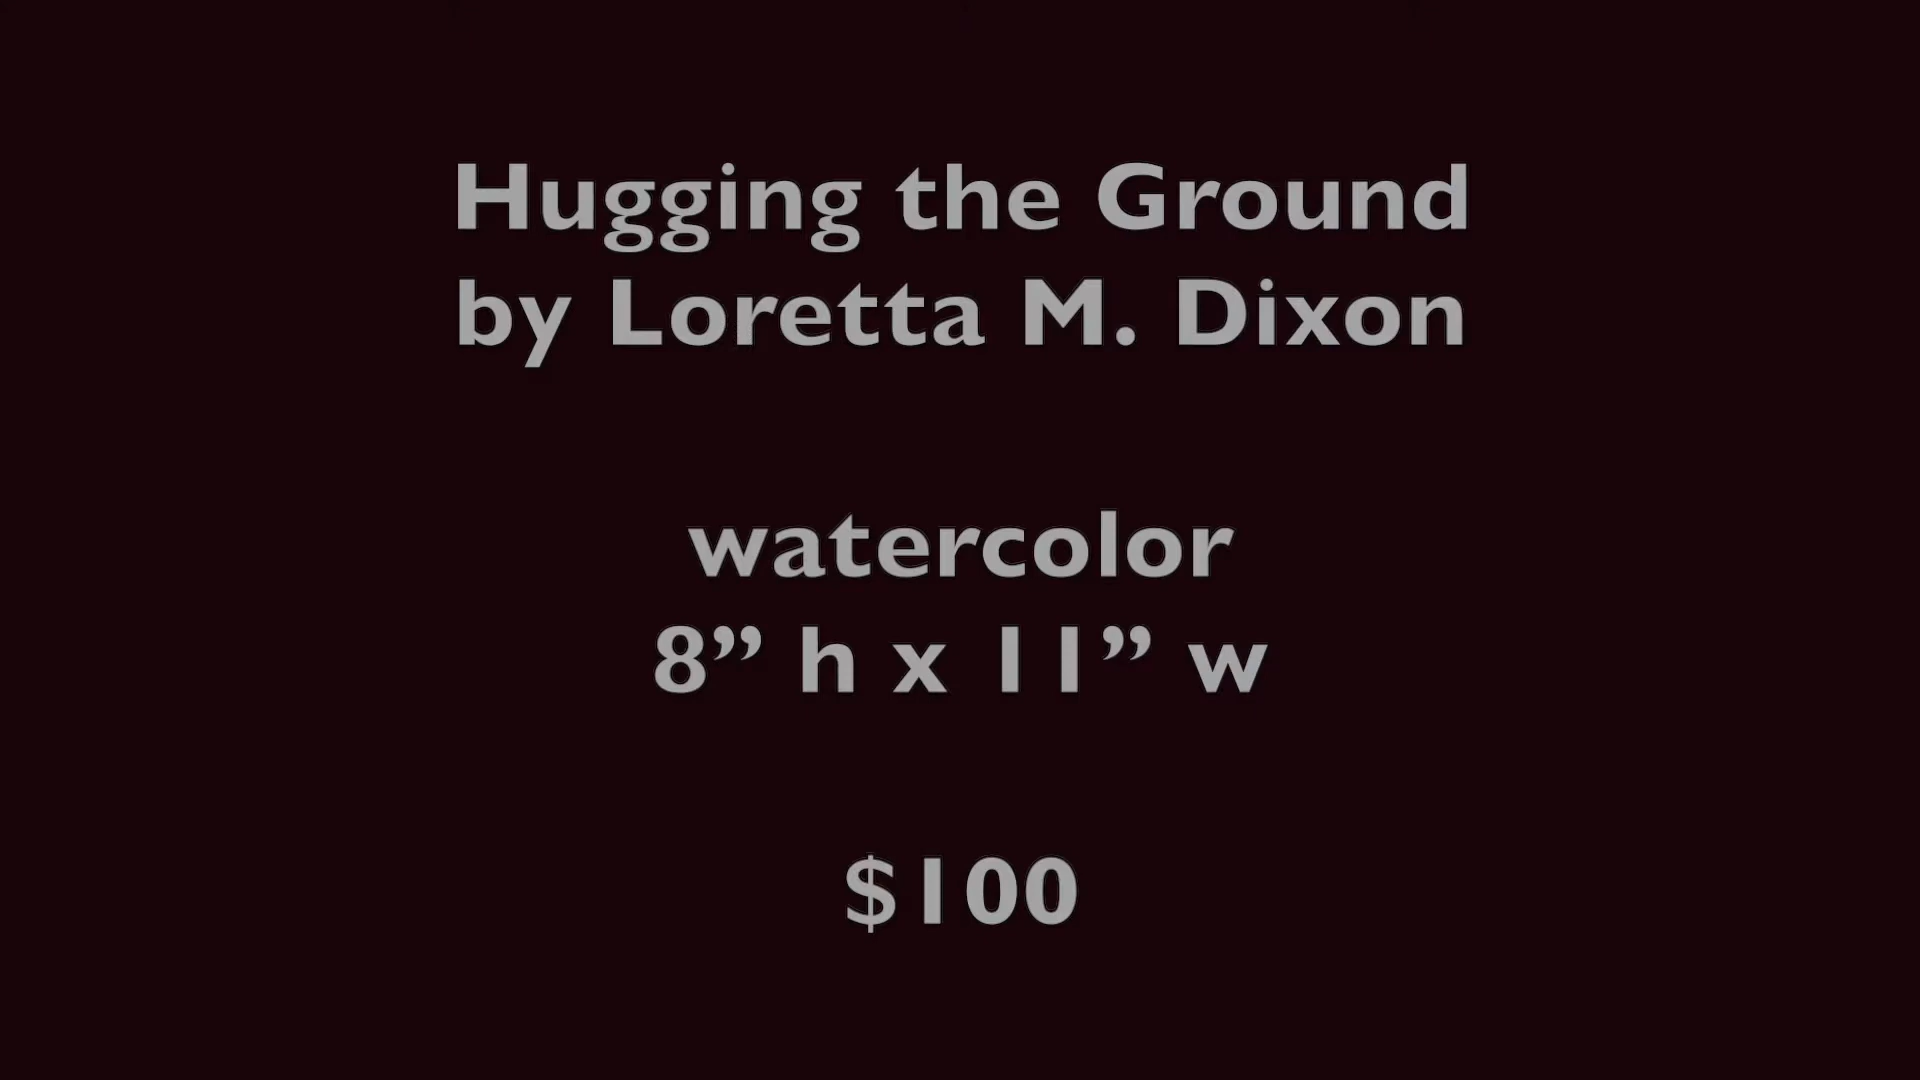 Hugging the Ground
by Loretta M. Dixon
watercolor
8” h x 11” w
$100